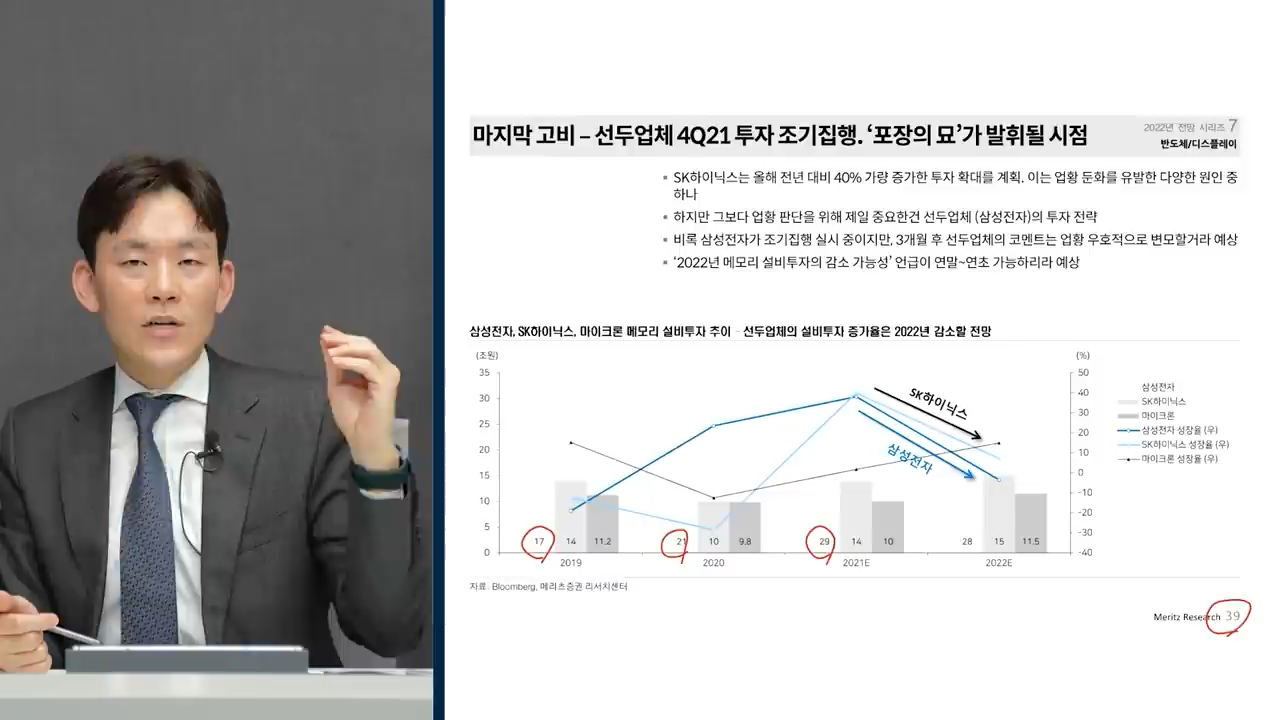 마지막 고비 – 선두업체 4Q21 투자 조기집행. ‘포장의 묘’가 발휘될 시점
2022년 전망 시리즈 7
반도체/디스플레이
▪ SK하이닉스는 올해 전년 대비 40% 가량 증가한 투자 확대를 계획. 이는 업황 둔화를 유발한 다양한 원인 중
하나
▪ 하지만 그보다 업황 판단을 위해 제일 중요한건 선두업체 (삼성전자)의 투자 전략
▪ 비록 삼성전자가 조기집행 실시 중이지만, 3개월 후 선두업체의 코멘트는 업황 우호적으로 변모할거라 예상
▪ ‘2022년 메모리 설비투자의 감소 가능성’ 언급이 연말~연초 가능하리라 예상
삼성전자, SK하이닉스, 마이크론 메모리 설비투자 추이 – 선두업체의 설비투자 증가율은 2022년 감소할 전망
(조원)
(%)
35
30
25
20
15
10
5
0
50
40
30
20
10
0
-10
-20
-30
-40
SK하이닉스
삼성전자
17 14 11.2
21 10 9.8
29 14 10
28 15 11.5
2019 2020 2021E 2022E
삼성전자
SK하이닉스
마이크론
삼성전자 성장율 (우)
SK하이닉스 성장율 (우)
마이크론 성장율 (우)
자료: Bloomberg, 메리츠증권 리서치센터
Meritz Research 39